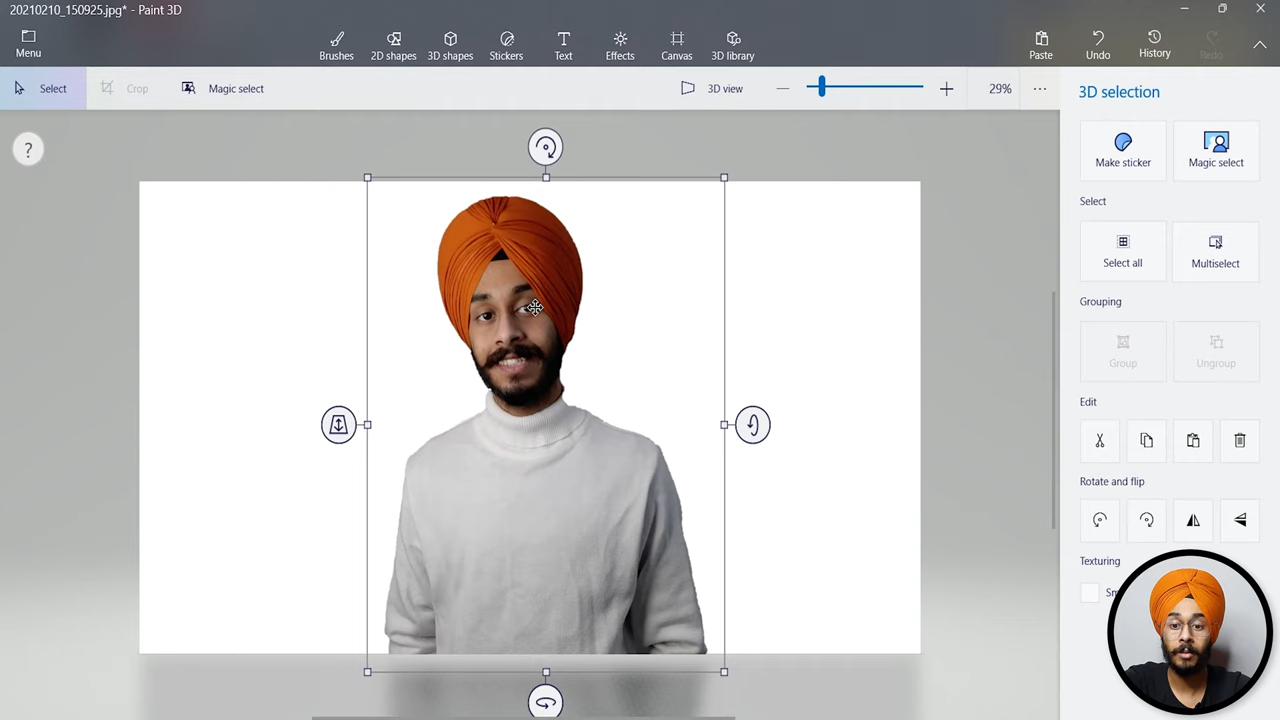 20210210_150925.jpg* - Paint 3D
Menu
Brushes
2D shapes
3D shapes
Stickers
Text
Effects
Canvas
3D library
Paste
Undo
History
Redo
Select
Crop
Magic select
3D view
29%
3D selection
?
Make sticker
Magic select
Select
Select all
Multiselect
Grouping
Group
Ungroup
Edit
Rotate and flip
Texturing